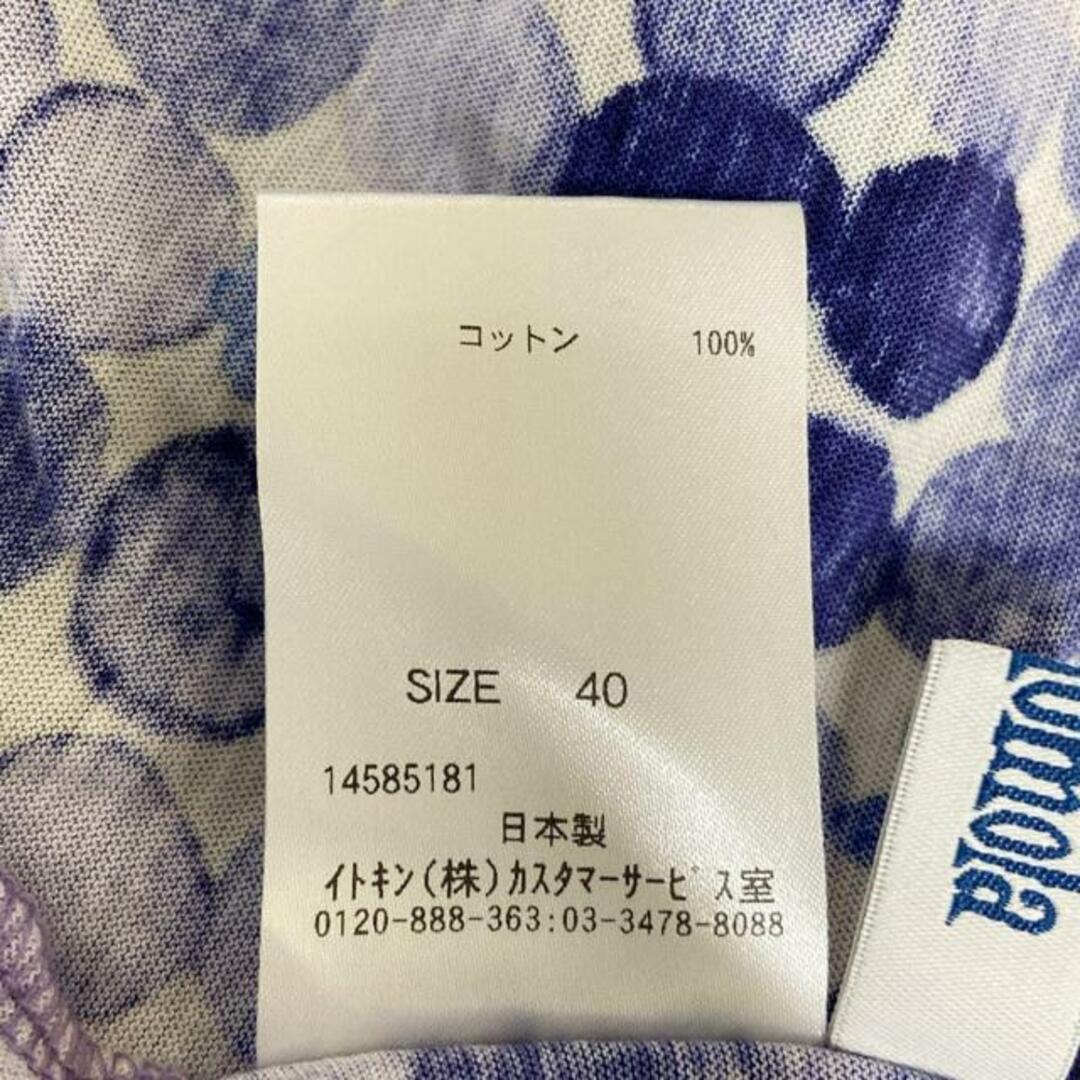 コットン 100%
SIZE 40
14585181
日本製
イトキン(株)カスタマーサービス室
0120-888-363:03-3478-8088